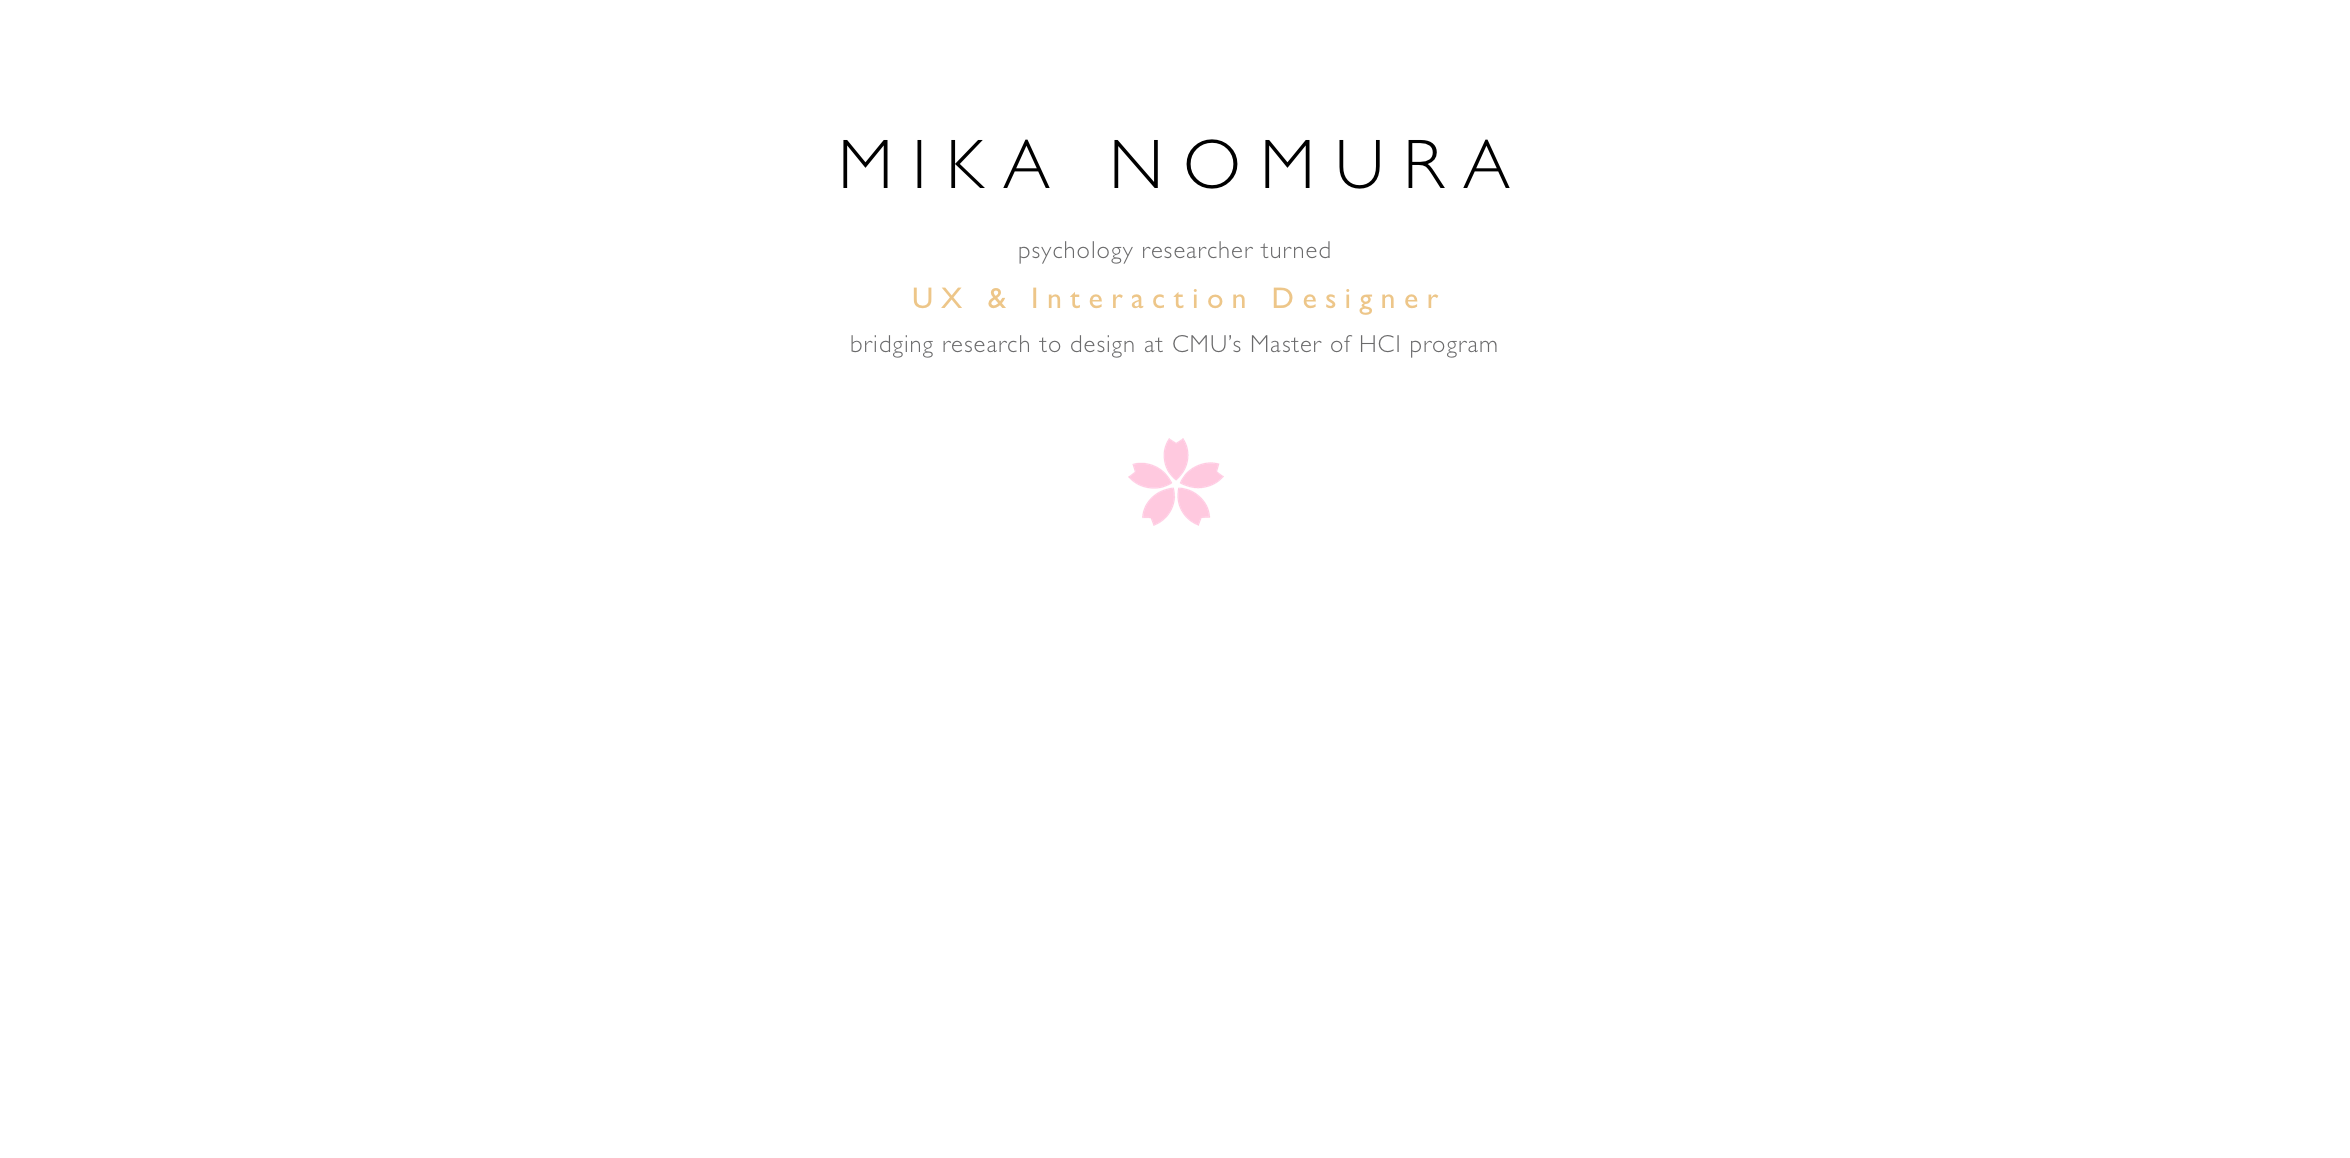 MIKA NOMURA
psychology researcher turned
UX & Interaction Designer
bridging research to design at CMU's Master of HCI program